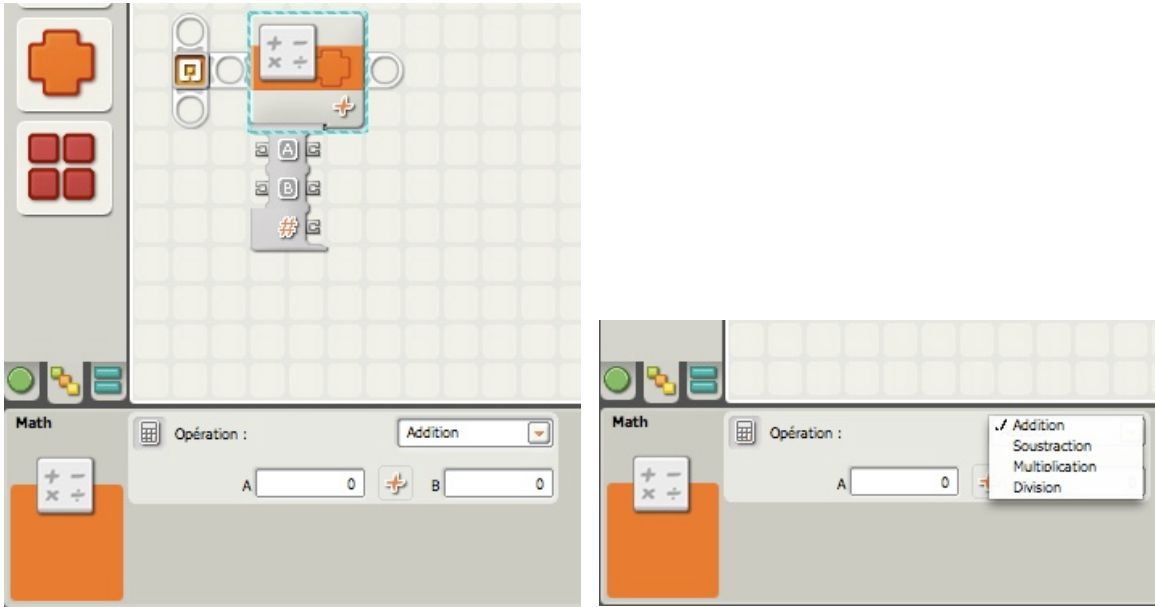 + −
× ÷
A
B
#
Math
Opération :
Addition
+ −
× ÷
A
0
B
0
Math
Opération :
✓ Addition
Soustraction
Multiplication
Division
+ −
× ÷
A
0